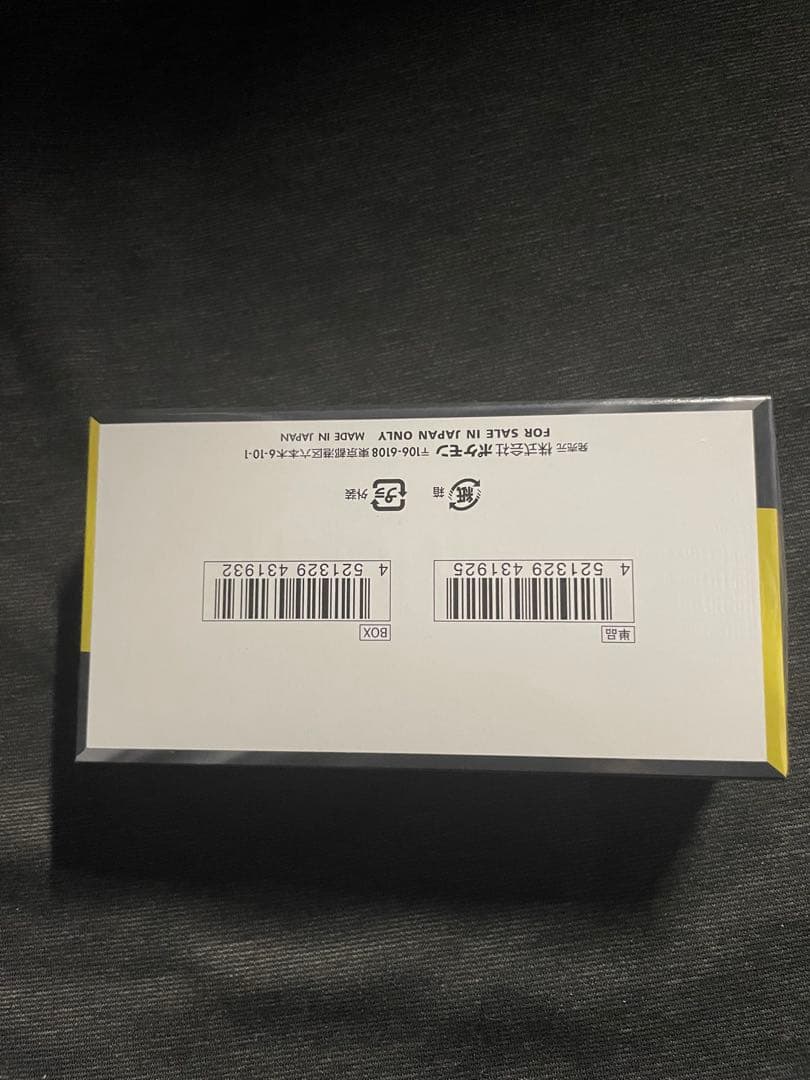 単品
4 521329 431925
BOX
4 521329 431932
紙 箱
プラ 外装
発売元 株式会社 ポケモン 〒106-6108 東京都港区六本木6-10-1
FOR SALE IN JAPAN ONLY MADE IN JAPAN